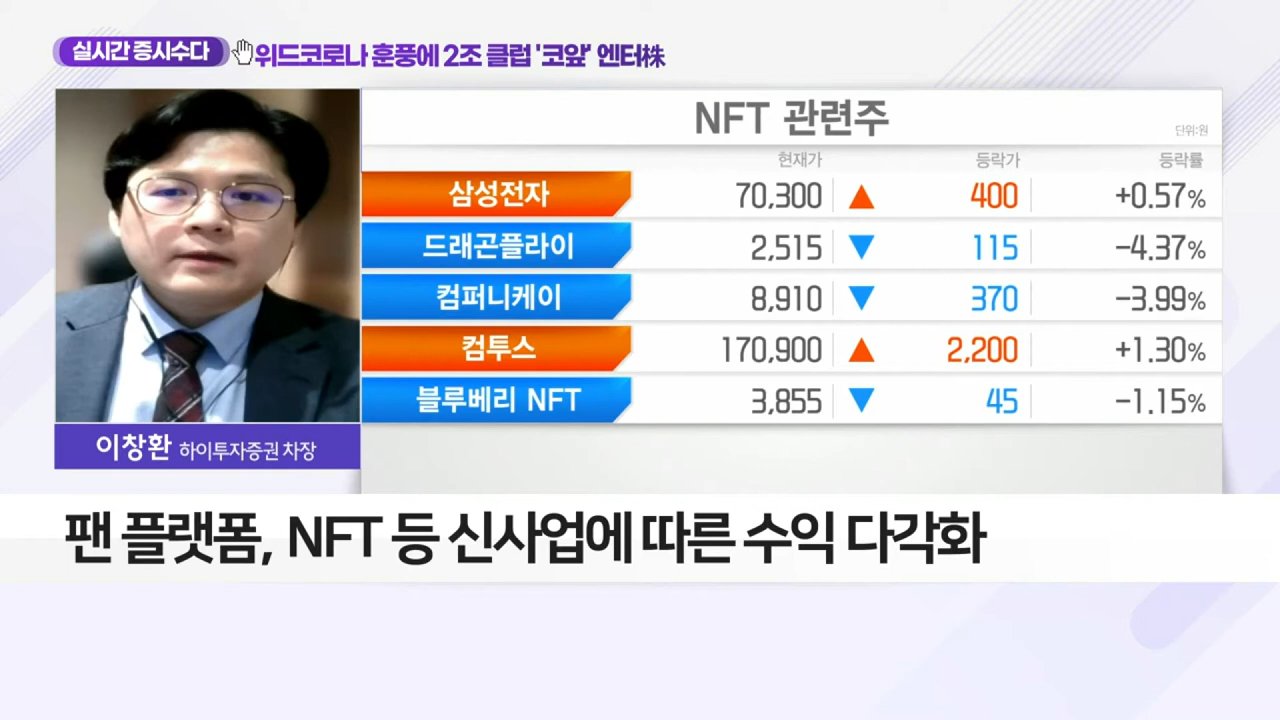 실시간 증시수다 위드코로나 훈풍에 2조 클럽 '코앞' 엔터株
NFT 관련주
단위:원
현재가 등락가 등락률
삼성전자 70,300 ▲ 400 +0.57%
드래곤플라이 2,515 ▼ 115 -4.37%
컴퍼니케이 8,910 ▼ 370 -3.99%
컴투스 170,900 ▲ 2,200 +1.30%
블루베리 NFT 3,855 ▼ 45 -1.15%
이창환 하이투자증권 차장
팬 플랫폼, NFT 등 신사업에 따른 수익 다각화